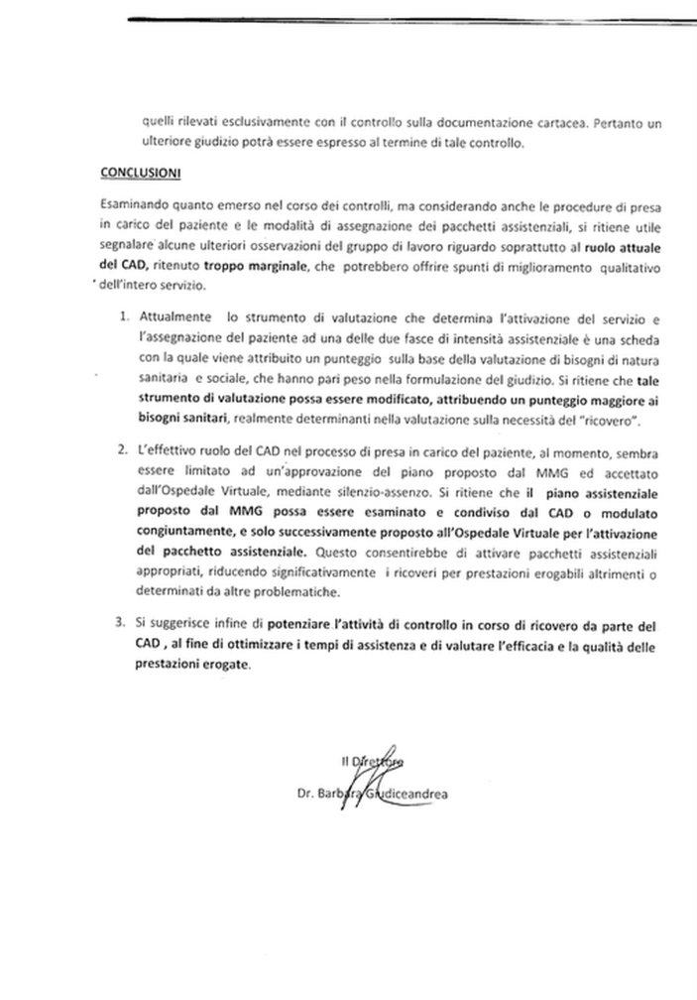 quelli rilevati esclusivamente con il controllo sulla documentazione cartacea. Pertanto un
ulteriore giudizio potrà essere espresso al termine di tale controllo.
CONCLUSIONI
Esaminando quanto emerso nel corso dei controlli, ma considerando anche le procedure di presa
in carico del paziente e le modalità di assegnazione dei pacchetti assistenziali, si ritiene utile
segnalare alcune ulteriori osservazioni del gruppo di lavoro riguardo soprattutto al ruolo attuale
del CAD, ritenuto troppo marginale, che potrebbero offrire spunti di miglioramento qualitativo
dell'intero servizio.
1. Attualmente lo strumento di valutazione che determina l'attivazione del servizio e
l'assegnazione del paziente ad una delle due fasce di intensità assistenziale è una scheda
con la quale viene attribuito un punteggio sulla base della valutazione di bisogni di natura
sanitaria e sociale, che hanno pari peso nella formulazione del giudizio. Si ritiene che tale
strumento di valutazione possa essere modificato, attribuendo un punteggio maggiore ai
bisogni sanitari, realmente determinanti nella valutazione sulla necessità del "ricovero".
2. L'effettivo ruolo del CAD nel processo di presa in carico del paziente, al momento, sembra
essere limitato ad un'approvazione del piano proposto dal MMG ed accettato
dall'Ospedale Virtuale, mediante silenzio-assenzo. Si ritiene che il piano assistenziale
proposto dal MMG possa essere esaminato e condiviso dal CAD o modulato
congiuntamente, e solo successivamente proposto all'Ospedale Virtuale per l'attivazione
del pacchetto assistenziale. Questo consentirebbe di attivare pacchetti assistenziali
appropriati, riducendo significativamente i ricoveri per prestazioni erogabili altrimenti o
determinati da altre problematiche.
3. Si suggerisce infine di potenziare l'attività di controllo in corso di ricovero da parte del
CAD , al fine di ottimizzare i tempi di assistenza e di valutare l'efficacia e la qualità delle
prestazioni erogate.
Il Direttore
Dr. Barbara Giudiceandrea